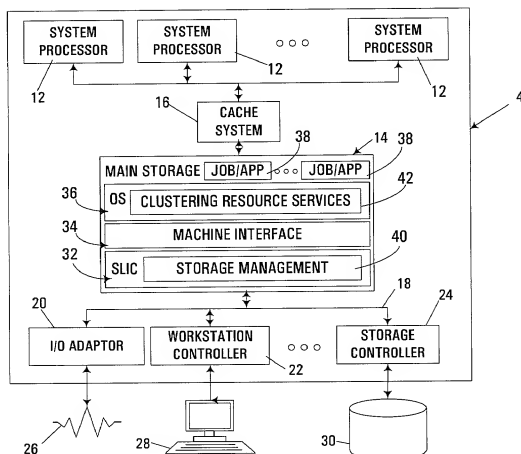 SYSTEM PROCESSOR
12
SYSTEM PROCESSOR
12
SYSTEM PROCESSOR
12
4
16
CACHE SYSTEM
14
38
38
MAIN STORAGE
JOB/APP
JOB/APP
36
OS
CLUSTERING RESOURCE SERVICES
42
34
MACHINE INTERFACE
32
SLIC
STORAGE MANAGEMENT
40
18
20
I/O ADAPTOR
WORKSTATION CONTROLLER
22
24
STORAGE CONTROLLER
26
28
30